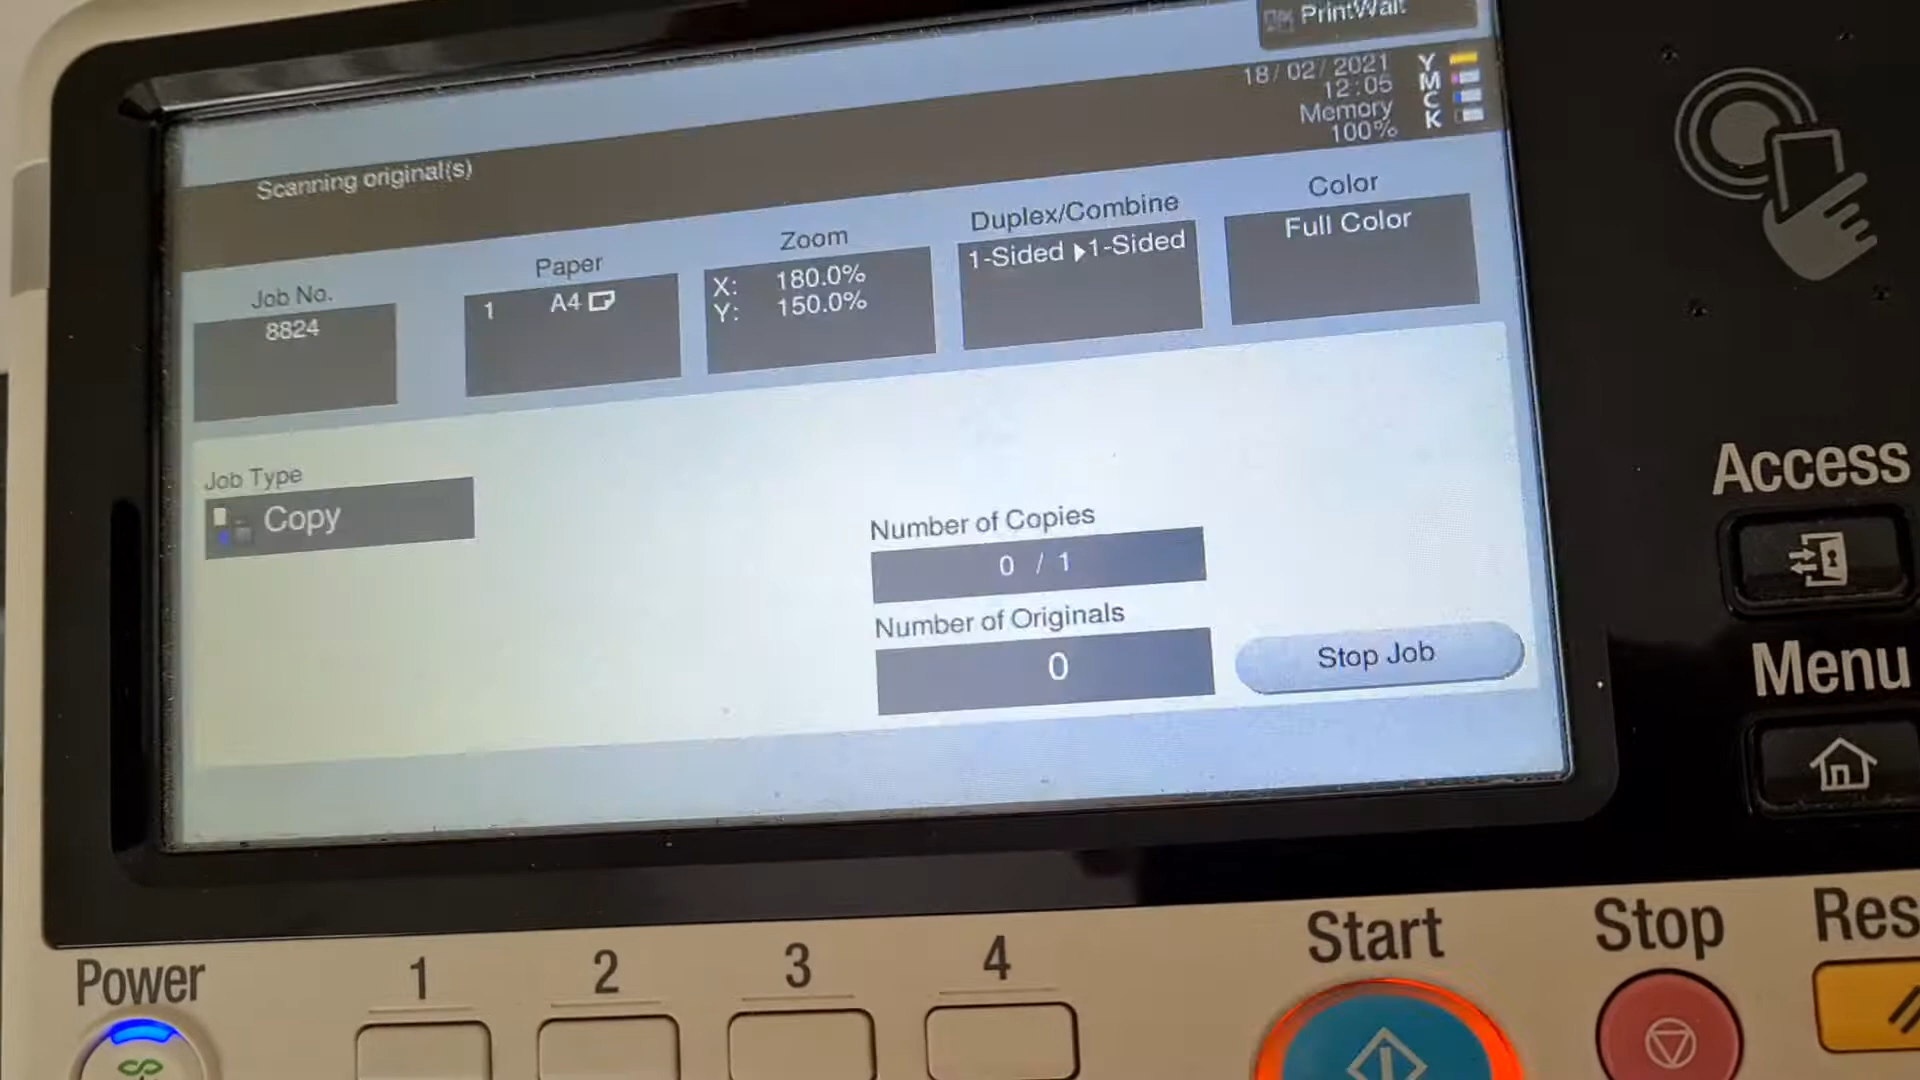 PrintWait
18/02/2021
12:05
Memory
100%
Y
M
C
K
Scanning original(s)
Job No.
8824
Paper
1 A4
Zoom
X: 180.0%
Y: 150.0%
Duplex/Combine
1-Sided ▶1-Sided
Color
Full Color
Job Type
Copy
Number of Copies
0 / 1
Number of Originals
0
Stop Job
Access
Menu
Power
1
2
3
4
Start
Stop
Res